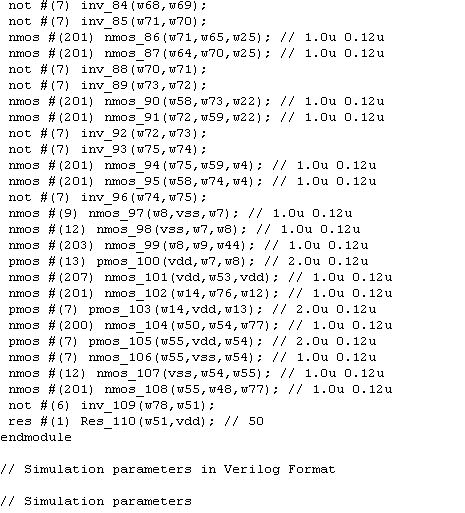 not #(7) inv_84(w68,w69);
not #(7) inv_85(w71,w70);
nmos #(201) nmos_86(w71,w65,w25); // 1.0u 0.12u
nmos #(201) nmos_87(w64,w70,w25); // 1.0u 0.12u
not #(7) inv_88(w70,w71);
not #(7) inv_89(w73,w72);
nmos #(201) nmos_90(w58,w73,w22); // 1.0u 0.12u
nmos #(201) nmos_91(w72,w59,w22); // 1.0u 0.12u
not #(7) inv_92(w72,w73);
not #(7) inv_93(w75,w74);
nmos #(201) nmos_94(w75,w59,w4); // 1.0u 0.12u
nmos #(201) nmos_95(w58,w74,w4); // 1.0u 0.12u
not #(7) inv_96(w74,w75);
nmos #(9) nmos_97(w8,vss,w7); // 1.0u 0.12u
nmos #(12) nmos_98(vss,w7,w8); // 1.0u 0.12u
nmos #(203) nmos_99(w8,w9,w44); // 1.0u 0.12u
pmos #(13) pmos_100(vdd,w7,w8); // 2.0u 0.12u
nmos #(207) nmos_101(vdd,w53,vdd); // 1.0u 0.12u
nmos #(201) nmos_102(w14,w76,w12); // 1.0u 0.12u
pmos #(7) pmos_103(w14,vdd,w13); // 2.0u 0.12u
nmos #(200) nmos_104(w50,w54,w77); // 1.0u 0.12u
pmos #(7) pmos_105(w55,vdd,w54); // 2.0u 0.12u
nmos #(7) nmos_106(w55,vss,w54); // 1.0u 0.12u
nmos #(12) nmos_107(vss,w54,w55); // 1.0u 0.12u
nmos #(201) nmos_108(w55,w48,w77); // 1.0u 0.12u
not #(6) inv_109(w78,w51);
res #(1) Res_110(w51,vdd); // 50
endmodule
// Simulation parameters in Verilog Format
// Simulation parameters